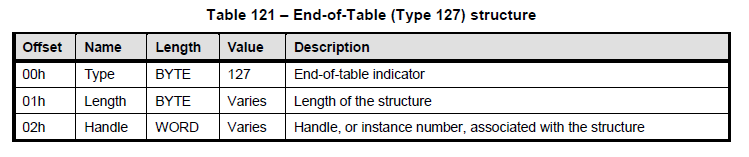 Table 121 – End-of-Table (Type 127) structure
Offset Name Length Value Description
00h Type BYTE 127 End-of-table indicator
01h Length BYTE Varies Length of the structure
02h Handle WORD Varies Handle, or instance number, associated with the structure